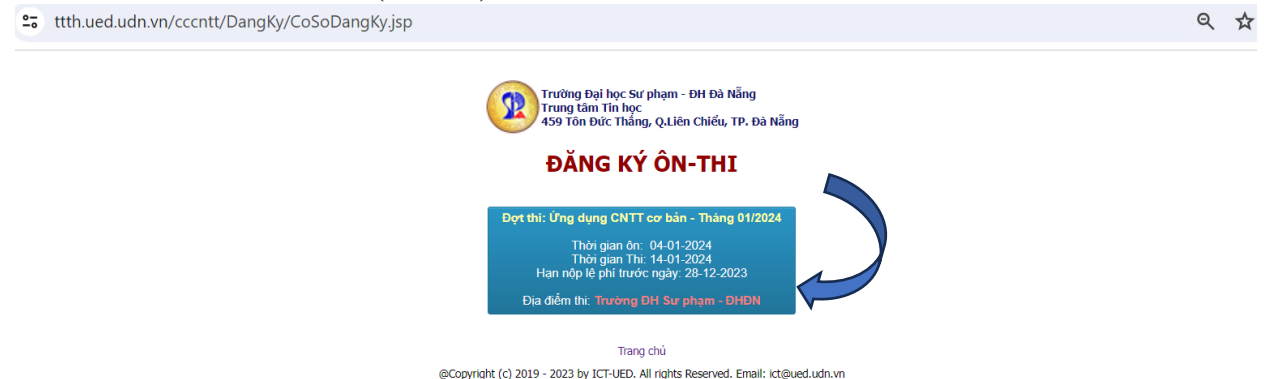 ttth.ued.udn.vn/cccntt/DangKy/CoSoDangKy.jsp
Trường Đại học Sư phạm - ĐH Đà Nẵng
Trung tâm Tin học
459 Tôn Đức Thắng, Q.Liên Chiểu, TP. Đà Nẵng
ĐĂNG KÝ ÔN-THI
Đợt thi: Ứng dụng CNTT cơ bản - Tháng 01/2024
Thời gian ôn: 04-01-2024
Thời gian Thi: 14-01-2024
Hạn nộp lệ phí trước ngày: 28-12-2023
Địa điểm thi: Trường ĐH Sư phạm - ĐHĐN
Trang chủ
@Copyright (c) 2019 - 2023 by ICT-UED. All rights Reserved. Email: ict@ued.udn.vn